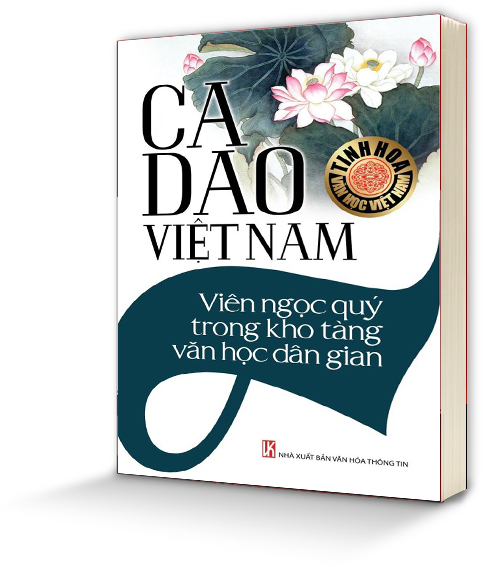 CA
DAO
VIỆT NAM
TINH HOA
VĂN HỌC VIỆT NAM
Viên ngọc quý
trong kho tàng
văn học dân gian
NHÀ XUẤT BẢN VĂN HÓA THÔNG TIN